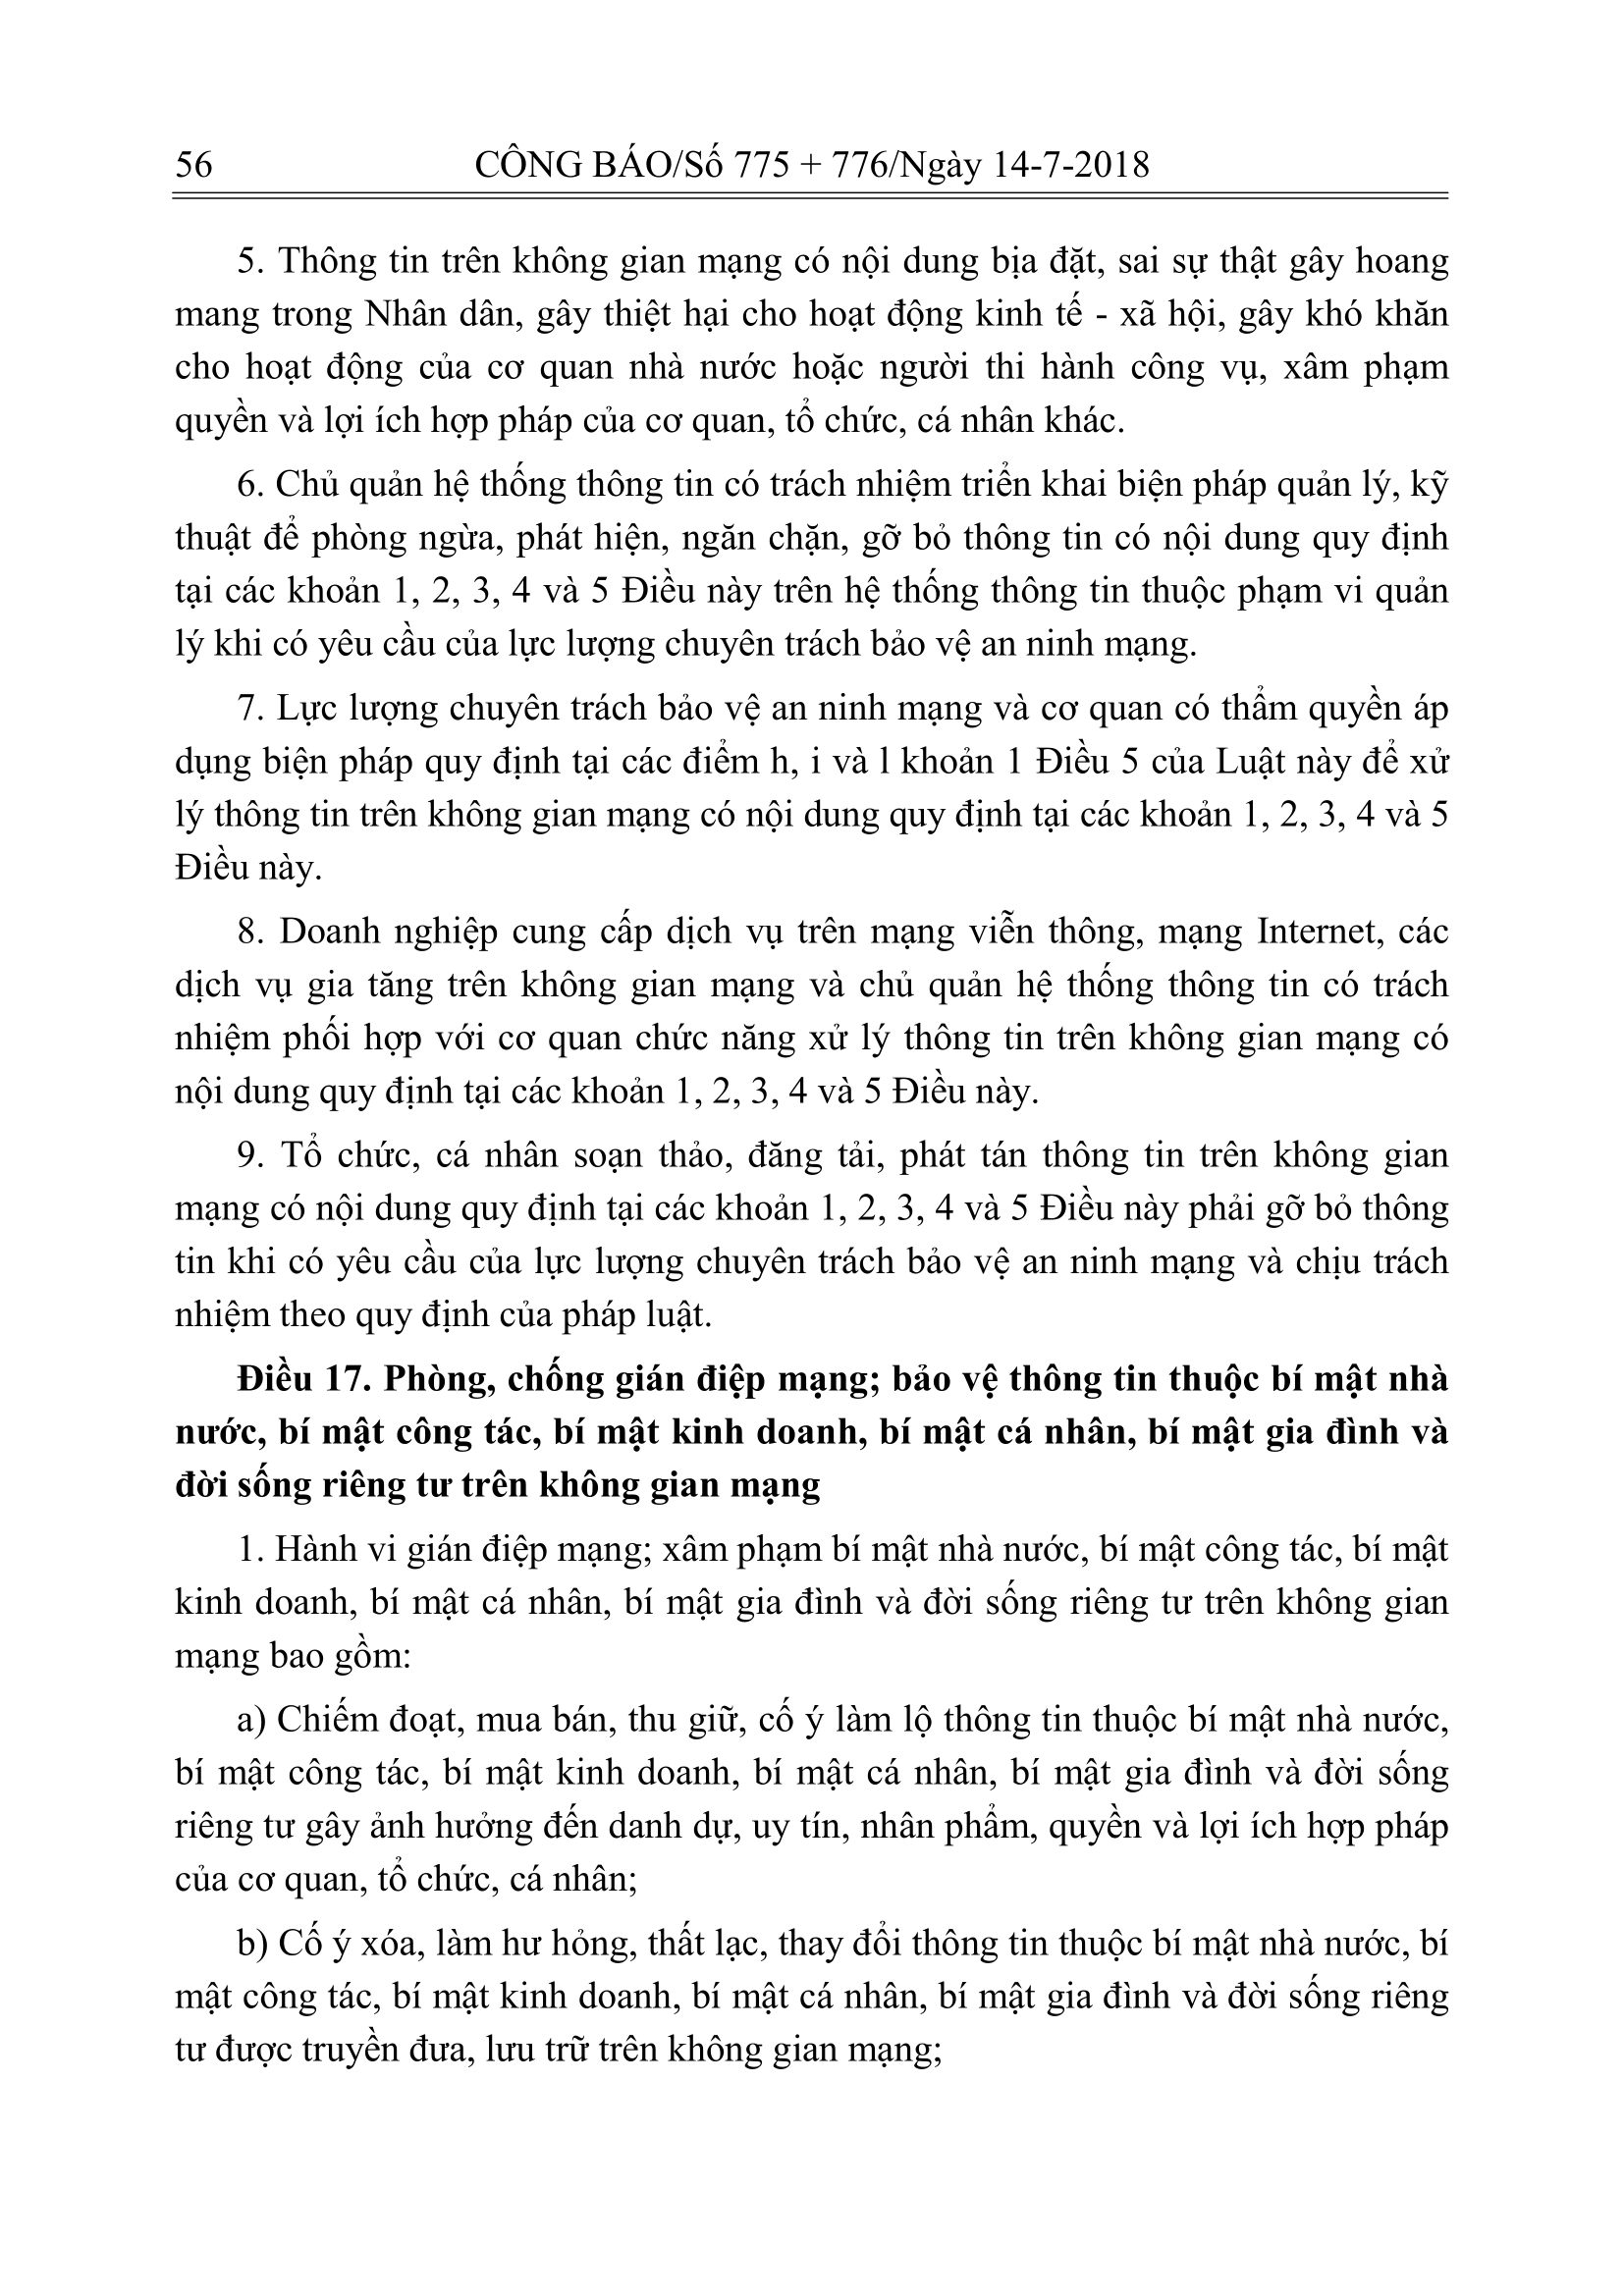 56 CÔNG BÁO/Số 775 + 776/Ngày 14-7-2018
5. Thông tin trên không gian mạng có nội dung bịa đặt, sai sự thật gây hoang
mang trong Nhân dân, gây thiệt hại cho hoạt động kinh tế - xã hội, gây khó khăn
cho hoạt động của cơ quan nhà nước hoặc người thi hành công vụ, xâm phạm
quyền và lợi ích hợp pháp của cơ quan, tổ chức, cá nhân khác.
6. Chủ quản hệ thống thông tin có trách nhiệm triển khai biện pháp quản lý, kỹ
thuật để phòng ngừa, phát hiện, ngăn chặn, gỡ bỏ thông tin có nội dung quy định
tại các khoản 1, 2, 3, 4 và 5 Điều này trên hệ thống thông tin thuộc phạm vi quản
lý khi có yêu cầu của lực lượng chuyên trách bảo vệ an ninh mạng.
7. Lực lượng chuyên trách bảo vệ an ninh mạng và cơ quan có thẩm quyền áp
dụng biện pháp quy định tại các điểm h, i và l khoản 1 Điều 5 của Luật này để xử
lý thông tin trên không gian mạng có nội dung quy định tại các khoản 1, 2, 3, 4 và 5
Điều này.
8. Doanh nghiệp cung cấp dịch vụ trên mạng viễn thông, mạng Internet, các
dịch vụ gia tăng trên không gian mạng và chủ quản hệ thống thông tin có trách
nhiệm phối hợp với cơ quan chức năng xử lý thông tin trên không gian mạng có
nội dung quy định tại các khoản 1, 2, 3, 4 và 5 Điều này.
9. Tổ chức, cá nhân soạn thảo, đăng tải, phát tán thông tin trên không gian
mạng có nội dung quy định tại các khoản 1, 2, 3, 4 và 5 Điều này phải gỡ bỏ thông
tin khi có yêu cầu của lực lượng chuyên trách bảo vệ an ninh mạng và chịu trách
nhiệm theo quy định của pháp luật.
Điều 17. Phòng, chống gián điệp mạng; bảo vệ thông tin thuộc bí mật nhà
nước, bí mật công tác, bí mật kinh doanh, bí mật cá nhân, bí mật gia đình và
đời sống riêng tư trên không gian mạng
1. Hành vi gián điệp mạng; xâm phạm bí mật nhà nước, bí mật công tác, bí mật
kinh doanh, bí mật cá nhân, bí mật gia đình và đời sống riêng tư trên không gian
mạng bao gồm:
a) Chiếm đoạt, mua bán, thu giữ, cố ý làm lộ thông tin thuộc bí mật nhà nước,
bí mật công tác, bí mật kinh doanh, bí mật cá nhân, bí mật gia đình và đời sống
riêng tư gây ảnh hưởng đến danh dự, uy tín, nhân phẩm, quyền và lợi ích hợp pháp
của cơ quan, tổ chức, cá nhân;
b) Cố ý xóa, làm hư hỏng, thất lạc, thay đổi thông tin thuộc bí mật nhà nước, bí
mật công tác, bí mật kinh doanh, bí mật cá nhân, bí mật gia đình và đời sống riêng
tư được truyền đưa, lưu trữ trên không gian mạng;